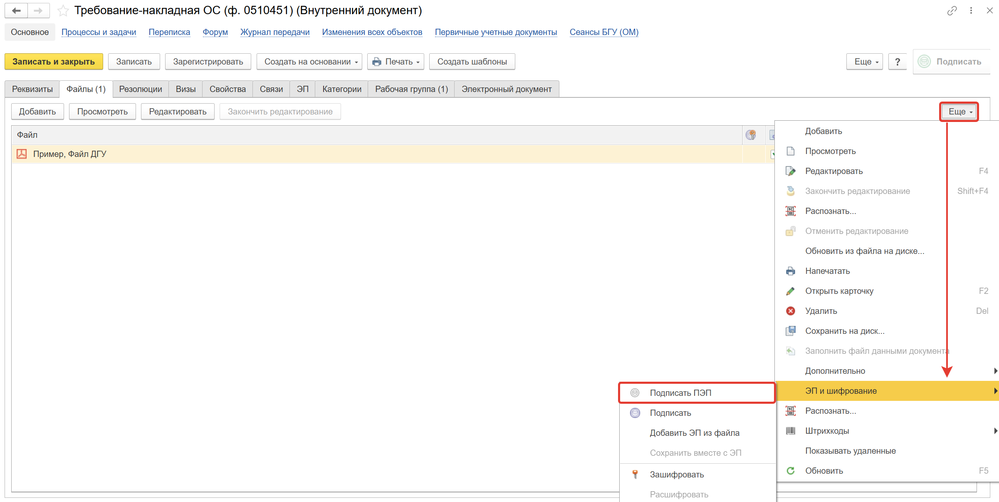 Требование-накладная ОС (ф. 0510451) (Внутренний документ)
Основное Процессы и задачи Переписка Форум Журнал передачи Изменения всех объектов Первичные учетные документы Сеансы БГУ (ОМ)
Записать и закрыть Записать Зарегистрировать Создать на основании Печать Создать шаблоны Еще ? Подписать
Реквизиты Файлы (1) Резолюции Визы Свойства Связи ЭП Категории Рабочая группа (1) Электронный документ
Добавить Просмотреть Редактировать Закончить редактирование Еще
Файл
Пример, Файл ДГУ
Добавить
Просмотреть
Редактировать F4
Закончить редактирование Shift+F4
Распознать...
Отменить редактирование
Обновить из файла на диске...
Напечатать
Открыть карточку F2
Удалить Del
Сохранить на диск...
Заполнить файл данными документа
Дополнительно
ЭП и шифрование
Распознать...
Штрихкоды
Показывать удаленные
Обновить F5
Подписать ПЭП
Подписать
Добавить ЭП из файла
Сохранить вместе с ЭП
Зашифровать
Расшифровать